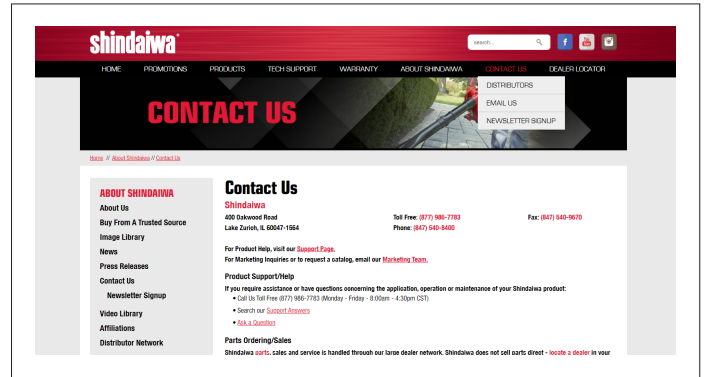 shindaiwa
search...
HOME PROMOTIONS PRODUCTS TECH SUPPORT WARRANTY ABOUT SHINDAIWA CONTACT US DEALER LOCATOR
DISTRIBUTORS
EMAIL US
NEWSLETTER SIGNUP
CONTACT US
Home // About Shindaiwa // Contact Us
ABOUT SHINDAIWA
About Us
Buy From A Trusted Source
Image Library
News
Press Releases
Contact Us
Newsletter Signup
Video Library
Affiliations
Distributor Network
Contact Us
Shindaiwa
400 Oakwood Road Toll Free: (877) 986-7783 Fax: (847) 540-9670
Lake Zurich, IL 60047-1564 Phone: (847) 540-8400
For Product Help, visit our Support Page.
For Marketing Inquiries or to request a catalog, email our Marketing Team.
Product Support/Help
If you require assistance or have questions concerning the application, operation or maintenance of your Shindaiwa product:
• Call Us Toll Free (877) 986-7783 (Monday - Friday - 8:00am - 4:30pm CST)
• Search our Support Answers
• Ask a Question
Parts Ordering/Sales
Shindaiwa parts, sales and service is handled through our large dealer network. Shindaiwa does not sell parts direct - locate a dealer in your